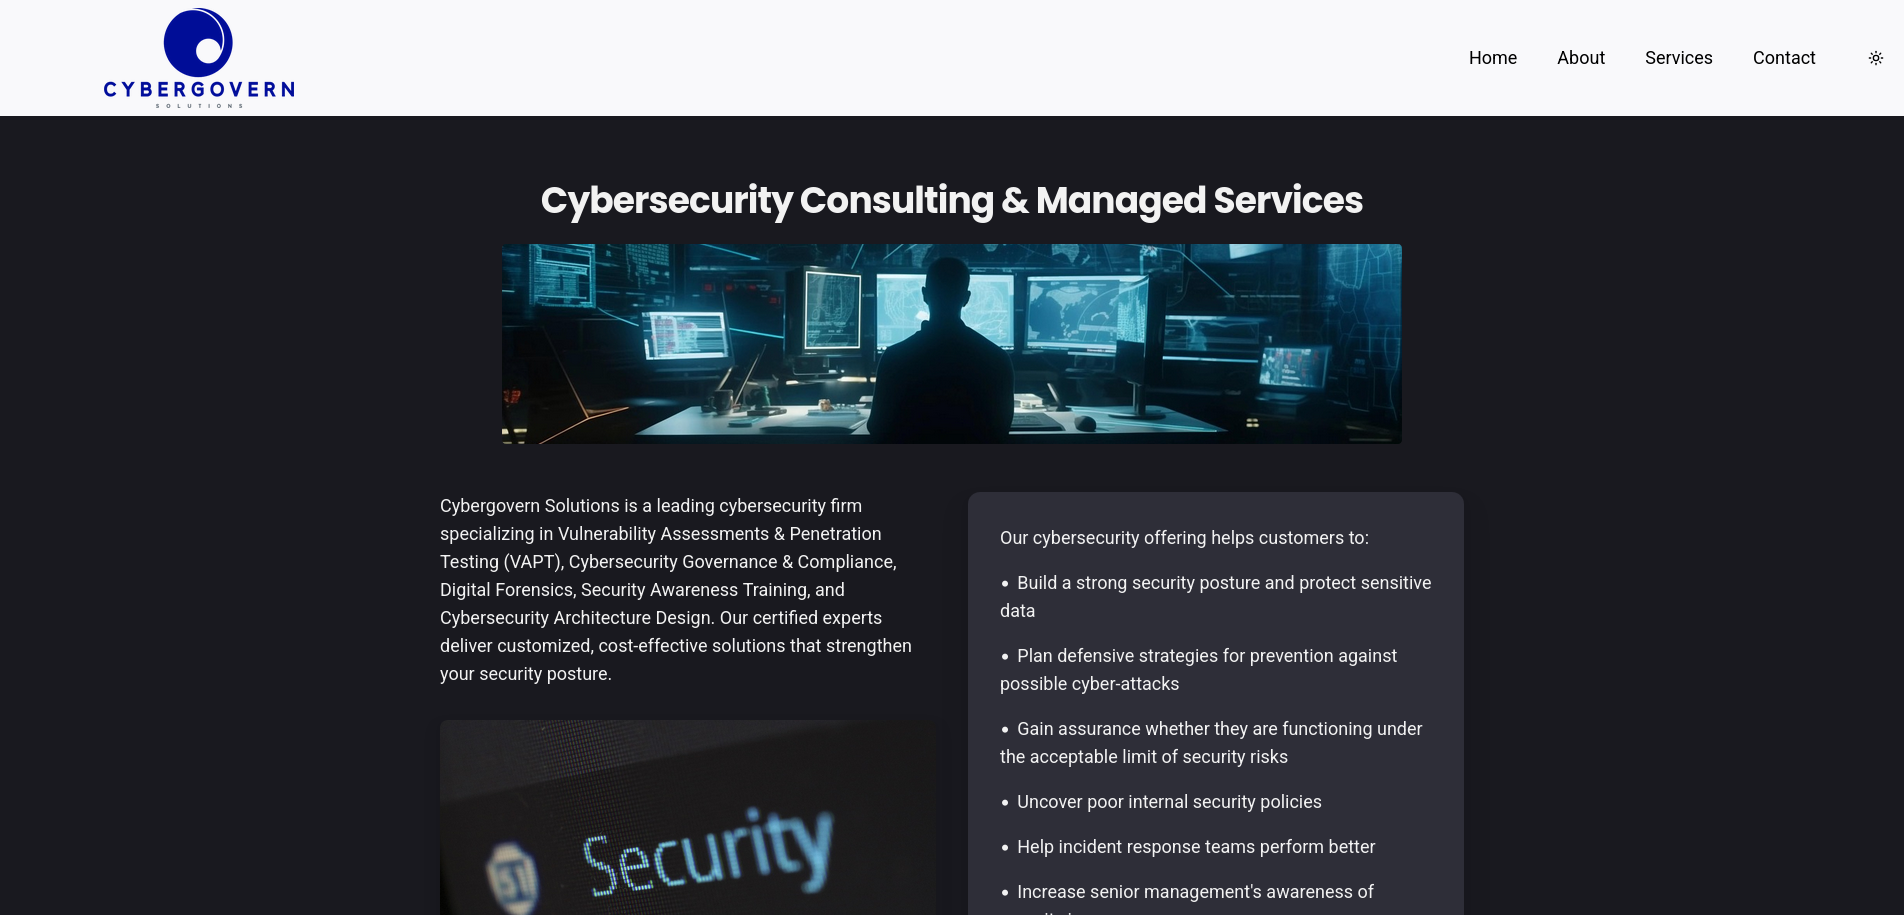 CYBERGOVERN
SOLUTIONS
Home
About
Services
Contact
Cybersecurity Consulting & Managed Services
Cybergovern Solutions is a leading cybersecurity firm
specializing in Vulnerability Assessments & Penetration
Testing (VAPT), Cybersecurity Governance & Compliance,
Digital Forensics, Security Awareness Training, and
Cybersecurity Architecture Design. Our certified experts
deliver customized, cost-effective solutions that strengthen
your security posture.
Security
Our cybersecurity offering helps customers to:
• Build a strong security posture and protect sensitive
data
• Plan defensive strategies for prevention against
possible cyber-attacks
• Gain assurance whether they are functioning under
the acceptable limit of security risks
• Uncover poor internal security policies
• Help incident response teams perform better
• Increase senior management's awareness of